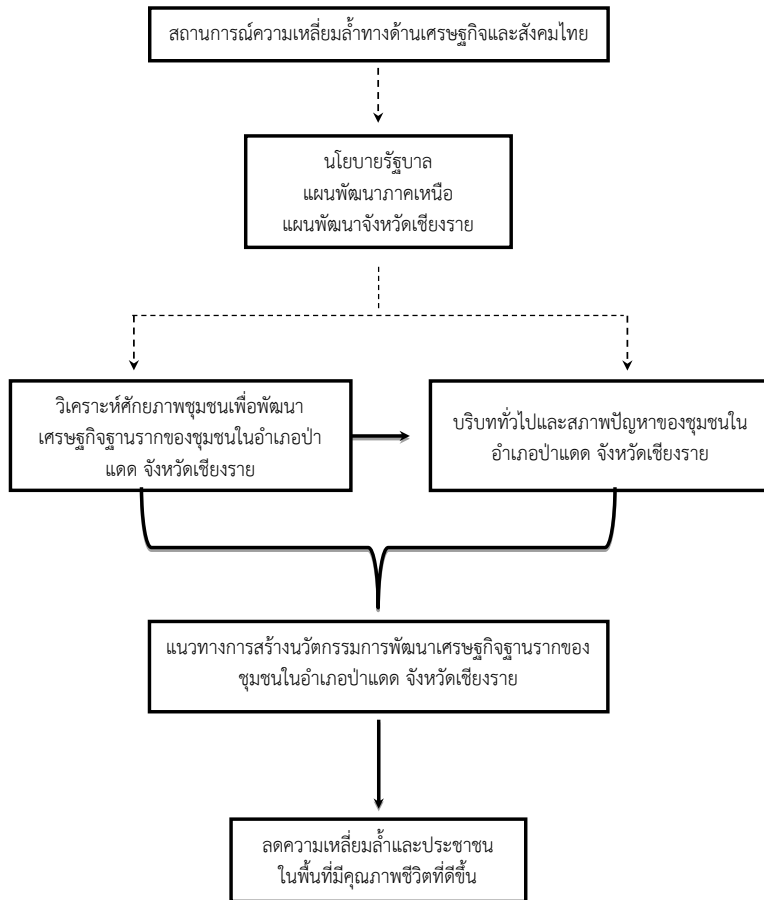 สถานการณ์ความเหลี่ยมล้ำทางด้านเศรษฐกิจและสังคมไทย
นโยบายรัฐบาล
แผนพัฒนาภาคเหนือ
แผนพัฒนาจังหวัดเชียงราย
วิเคราะห์ศักยภาพชุมชนเพื่อพัฒนา
เศรษฐกิจฐานรากของชุมชนในอำเภอป่า
แดด จังหวัดเชียงราย
บริบททั่วไปและสภาพปัญหาของชุมชนใน
อำเภอป่าแดด จังหวัดเชียงราย
แนวทางการสร้างนวัตกรรมการพัฒนาเศรษฐกิจฐานรากของ
ชุมชนในอำเภอป่าแดด จังหวัดเชียงราย
ลดความเหลี่ยมล้ำและประชาชน
ในพื้นที่มีคุณภาพชีวิตที่ดีขึ้น